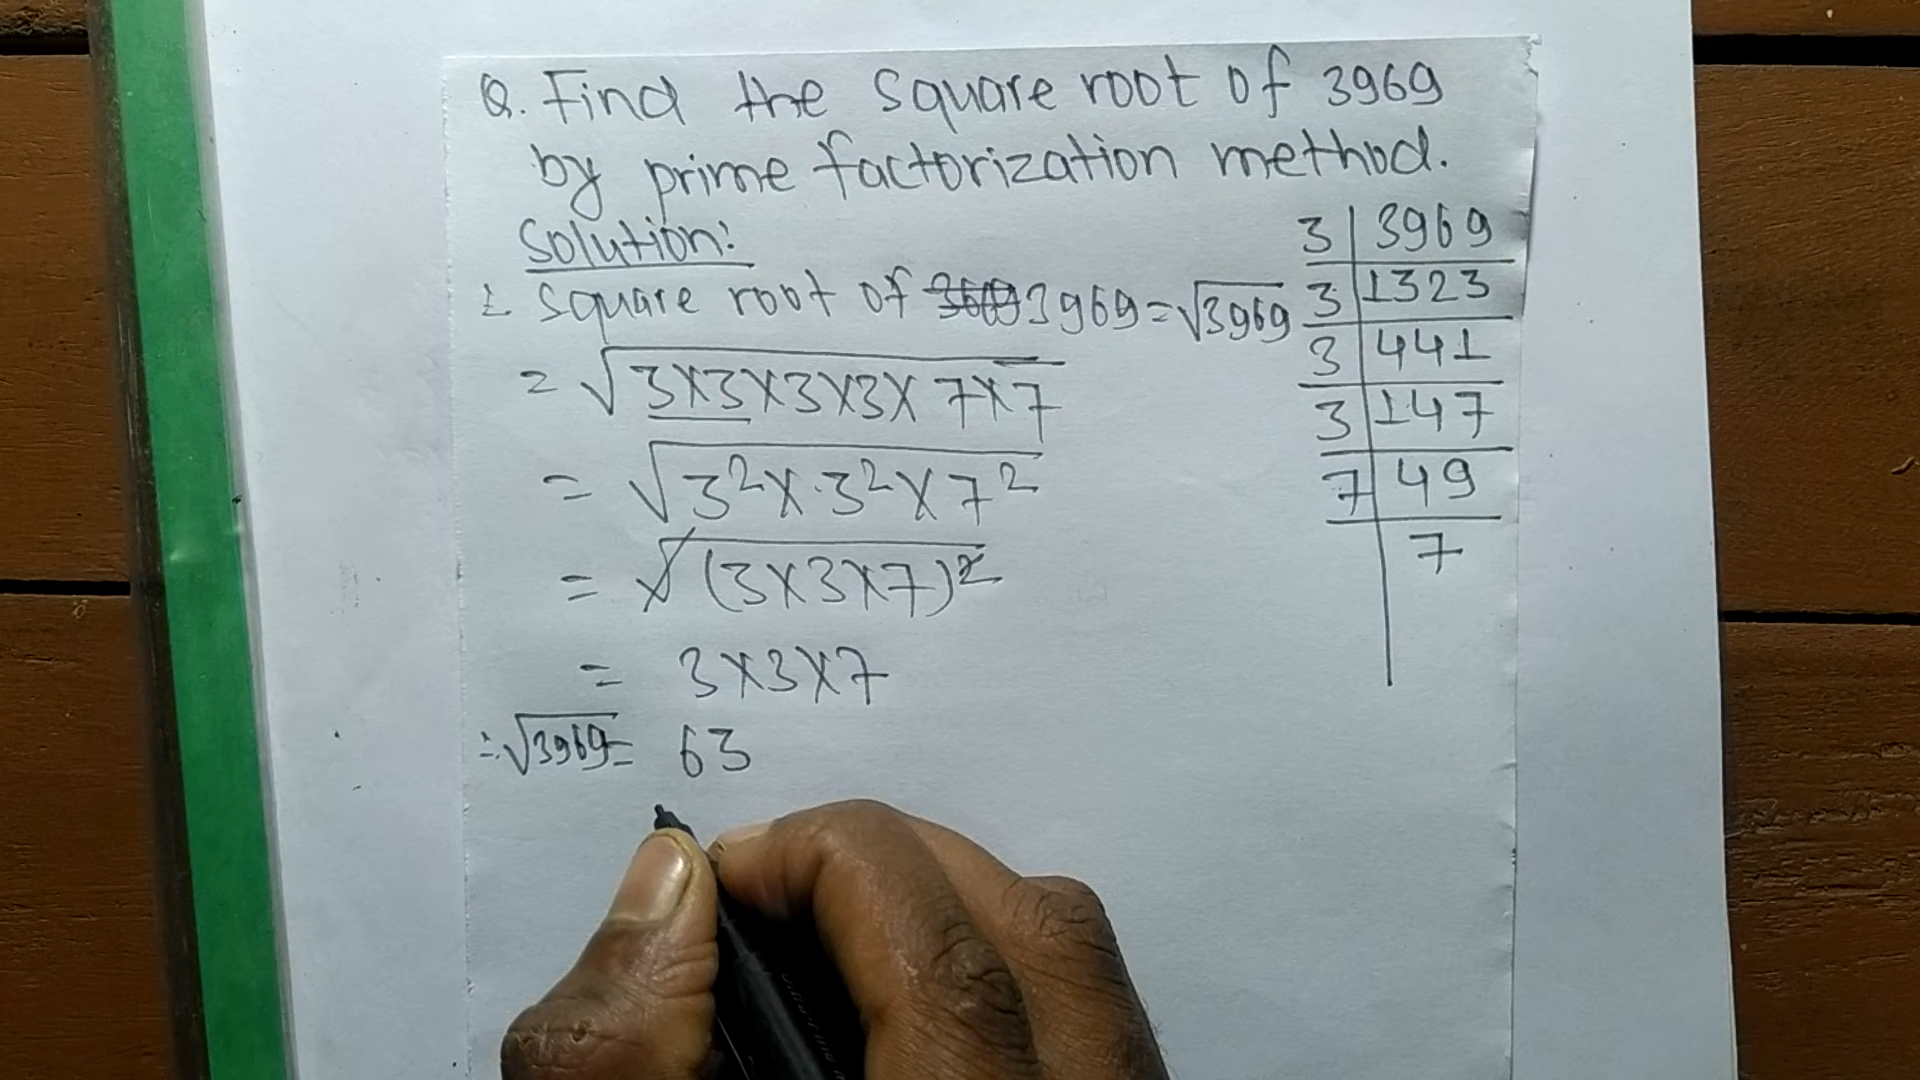 Q. Find the square root of 3969
by prime factorization method.
Solution:
∴ square root of 3969 = √3969
= √3×3×3×3×7×7
= √3²×3²×7²
= √(3×3×7)²
= 3×3×7
∴ √3969 = 63
3 | 3969
3 | 1323
3 | 441
3 | 147
7 | 49
7